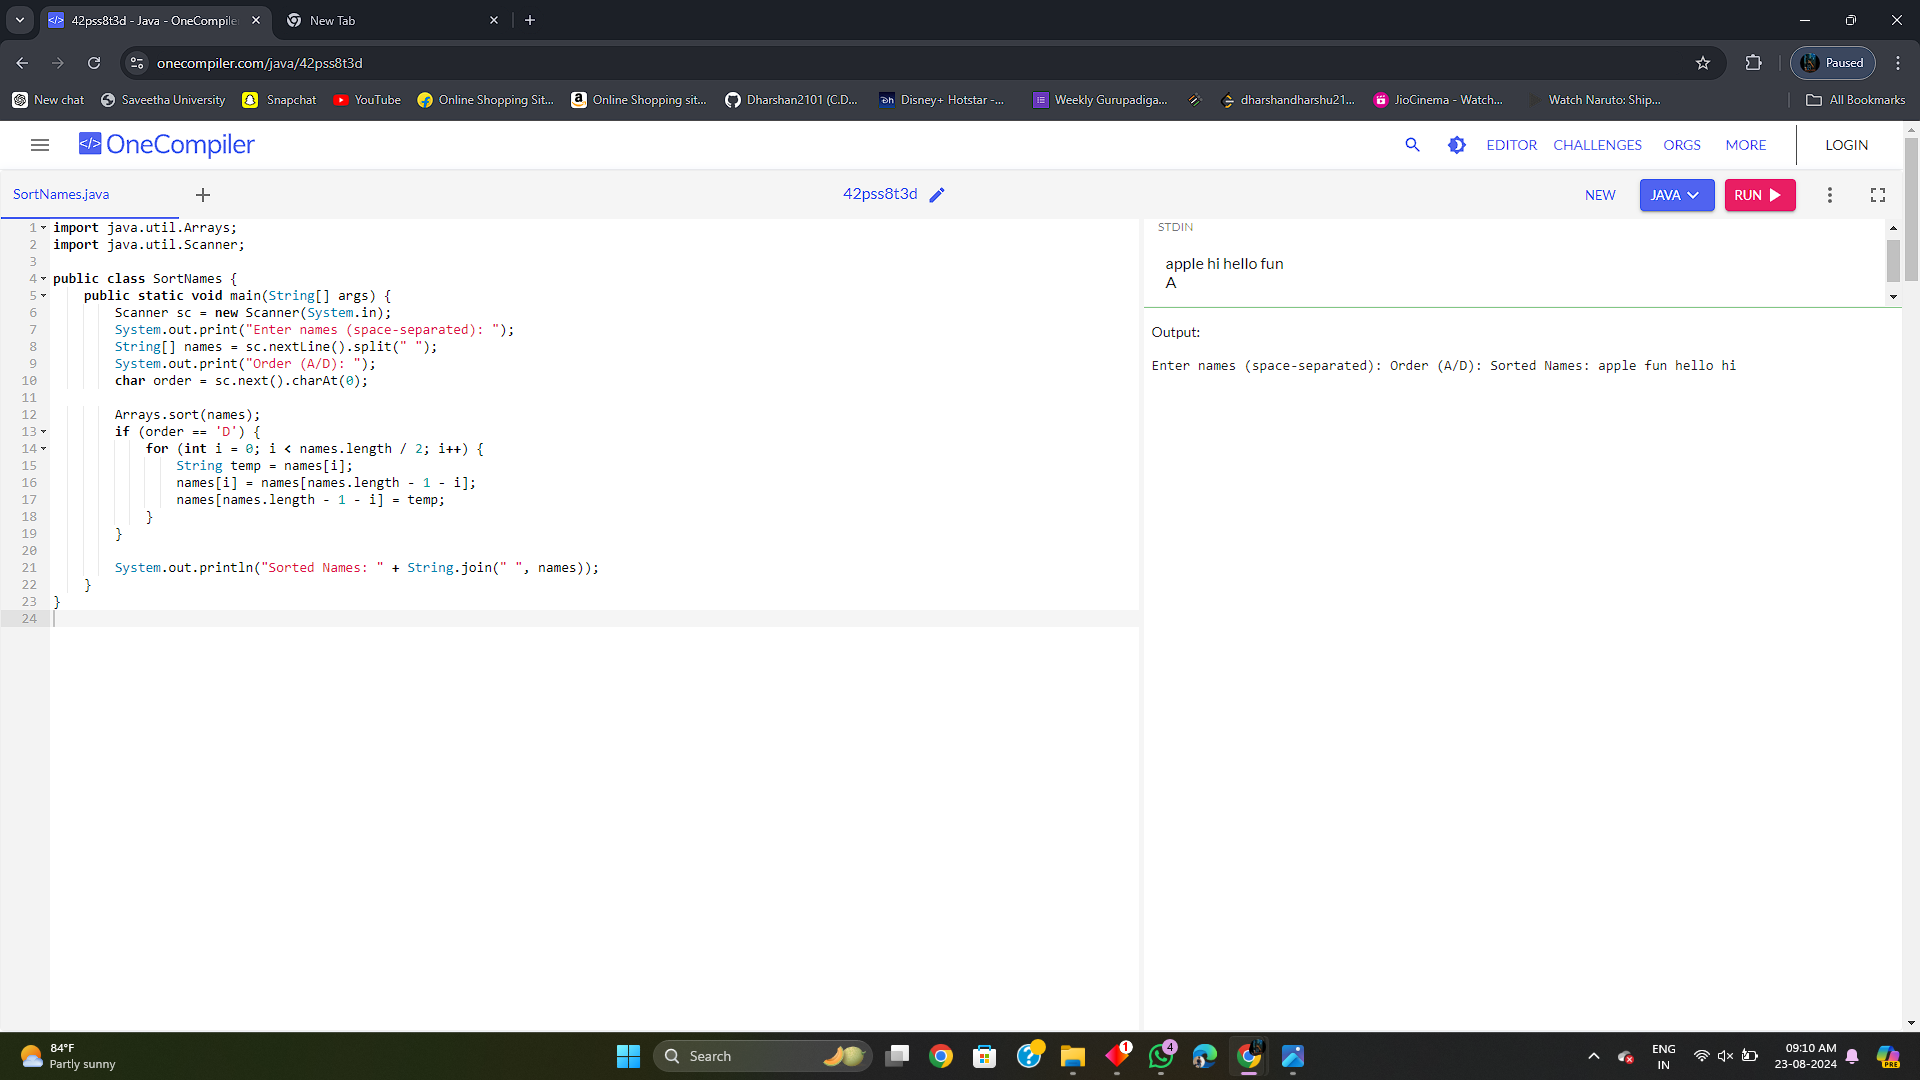 42pss8t3d - Java - OneCompiler
New Tab
onecompiler.com/java/42pss8t3d
Paused
New chat
Saveetha University
Snapchat
YouTube
Online Shopping Sit...
Online Shopping sit...
Dharshan2101 (C.D...
Disney+ Hotstar -...
Weekly Gurupadiga...
dharshandharshu21...
JioCinema - Watch...
Watch Naruto: Ship...
All Bookmarks
OneCompiler
EDITOR
CHALLENGES
ORGS
MORE
LOGIN
SortNames.java
42pss8t3d
NEW
JAVA
RUN
1 import java.util.Arrays;
2 import java.util.Scanner;
3
4 public class SortNames {
5 public static void main(String[] args) {
6 Scanner sc = new Scanner(System.in);
7 System.out.print("Enter names (space-separated): ");
8 String[] names = sc.nextLine().split(" ");
9 System.out.print("Order (A/D): ");
10 char order = sc.next().charAt(0);
11
12 Arrays.sort(names);
13 if (order == 'D') {
14 for (int i = 0; i < names.length / 2; i++) {
15 String temp = names[i];
16 names[i] = names[names.length - 1 - i];
17 names[names.length - 1 - i] = temp;
18 }
19 }
20
21 System.out.println("Sorted Names: " + String.join(" ", names));
22 }
23 }
24
STDIN
apple hi hello fun
A
Output:
Enter names (space-separated): Order (A/D): Sorted Names: apple fun hello hi
84°F
Partly sunny
Search
1
4
ENG
IN
09:10 AM
23-08-2024
PRE